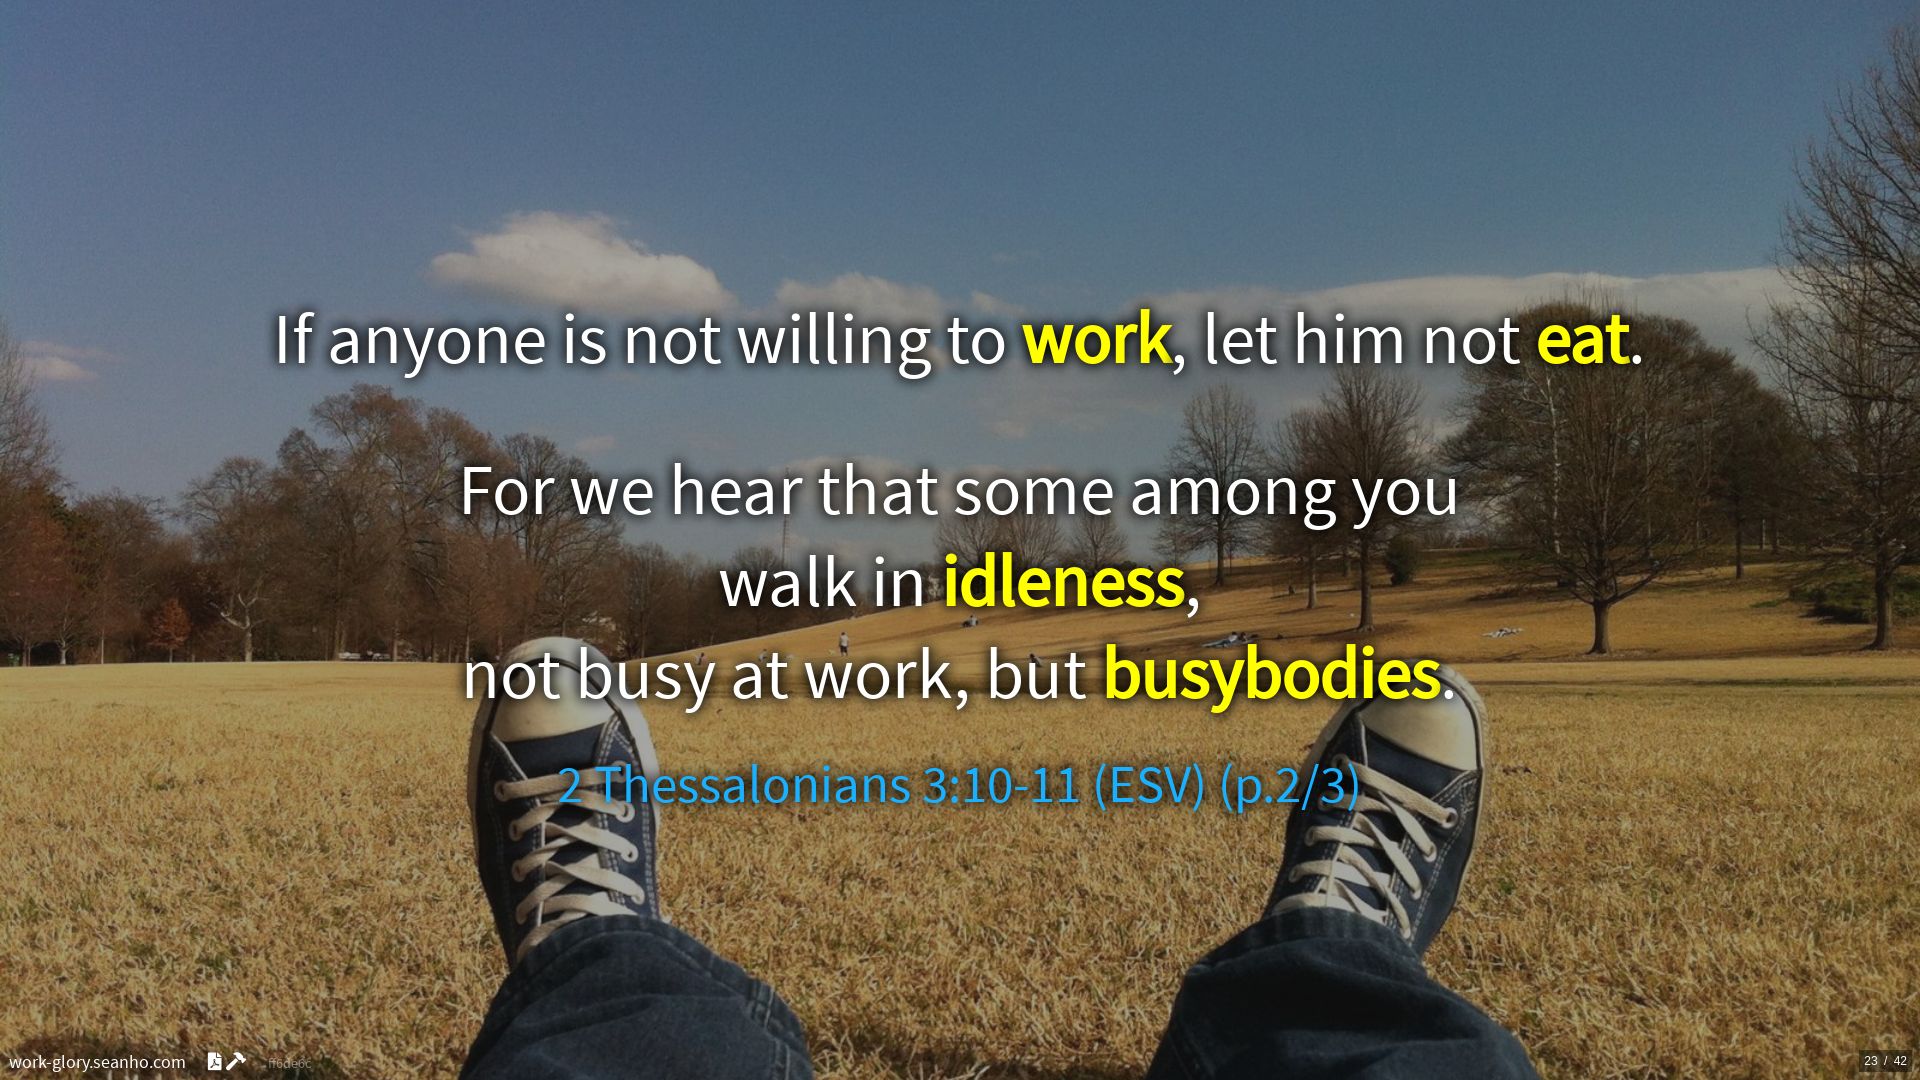 If anyone is not willing to work, let him not eat.
For we hear that some among you
walk in idleness,
not busy at work, but busybodies.
2 Thessalonians 3:10-11 (ESV) (p.2/3)
work-glory.seanho.com ff6de6c
23 / 42